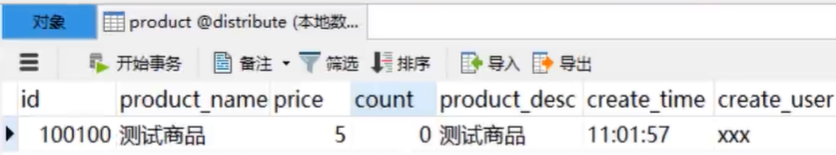 对象 product @distribute (本地数...
开始事务 备注 筛选 排序 导入 导出
id product_name price count product_desc create_time create_user
100100 测试商品 5 0 测试商品 11:01:57 xxx